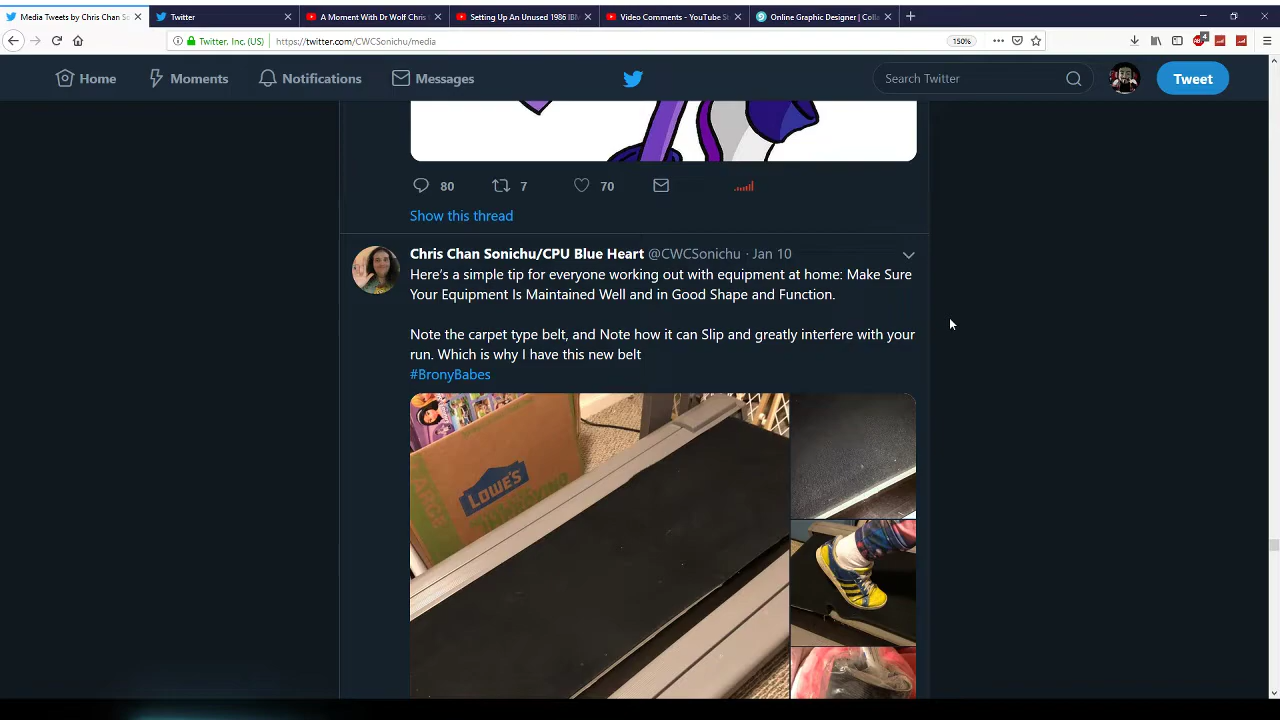 Media Tweets by Chris Chan So
Twitter
A Moment With Dr Wolf Chris
Setting Up An Unused 1986 IBM
Video Comments - YouTube S
Online Graphic Designer | Colla
Twitter, Inc. (US)
https://twitter.com/CWCSonichu/media
150%
4
Home
Moments
Notifications
Messages
Search Twitter
Tweet
80
7
70
Show this thread
Chris Chan Sonichu/CPU Blue Heart @CWCSonichu · Jan 10
Here's a simple tip for everyone working out with equipment at home: Make Sure
Your Equipment Is Maintained Well and in Good Shape and Function.
Note the carpet type belt, and Note how it can Slip and greatly interfere with your
run. Which is why I have this new belt
#BronyBabes
LOWE'S